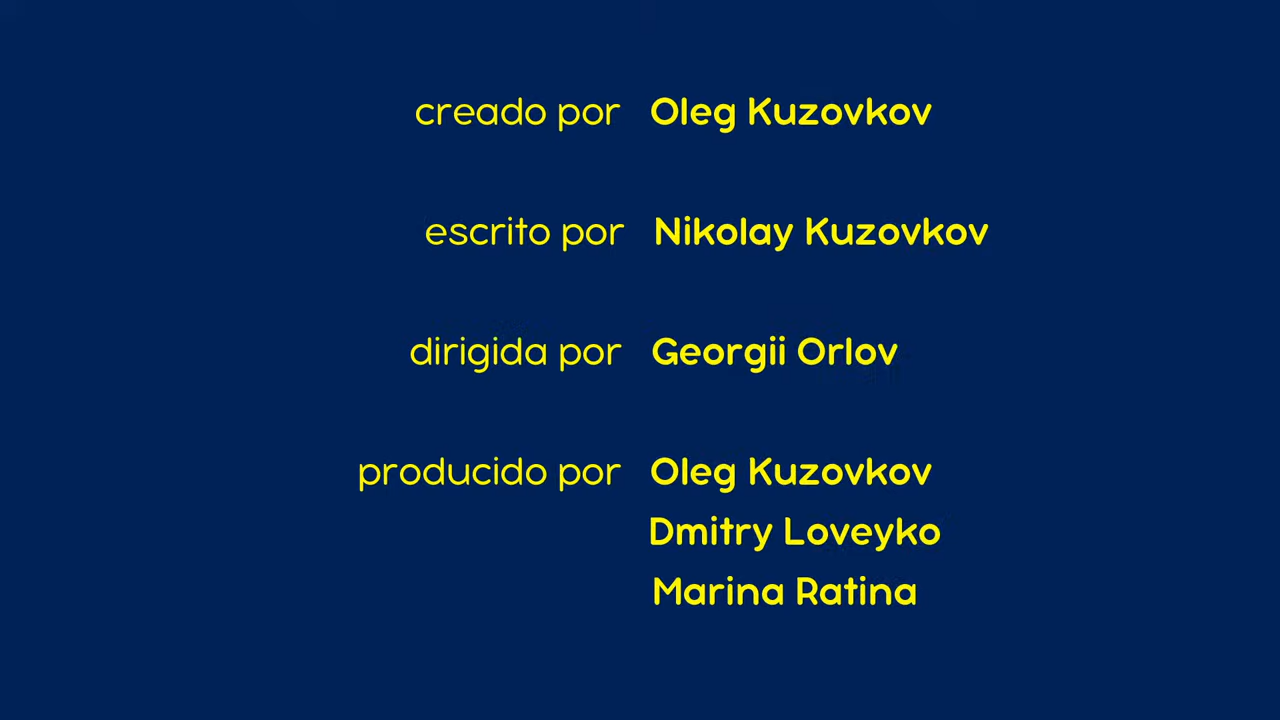 creado por Oleg Kuzovkov
escrito por Nikolay Kuzovkov
dirigida por Georgii Orlov
producido por Oleg Kuzovkov
Dmitry Loveyko
Marina Ratina